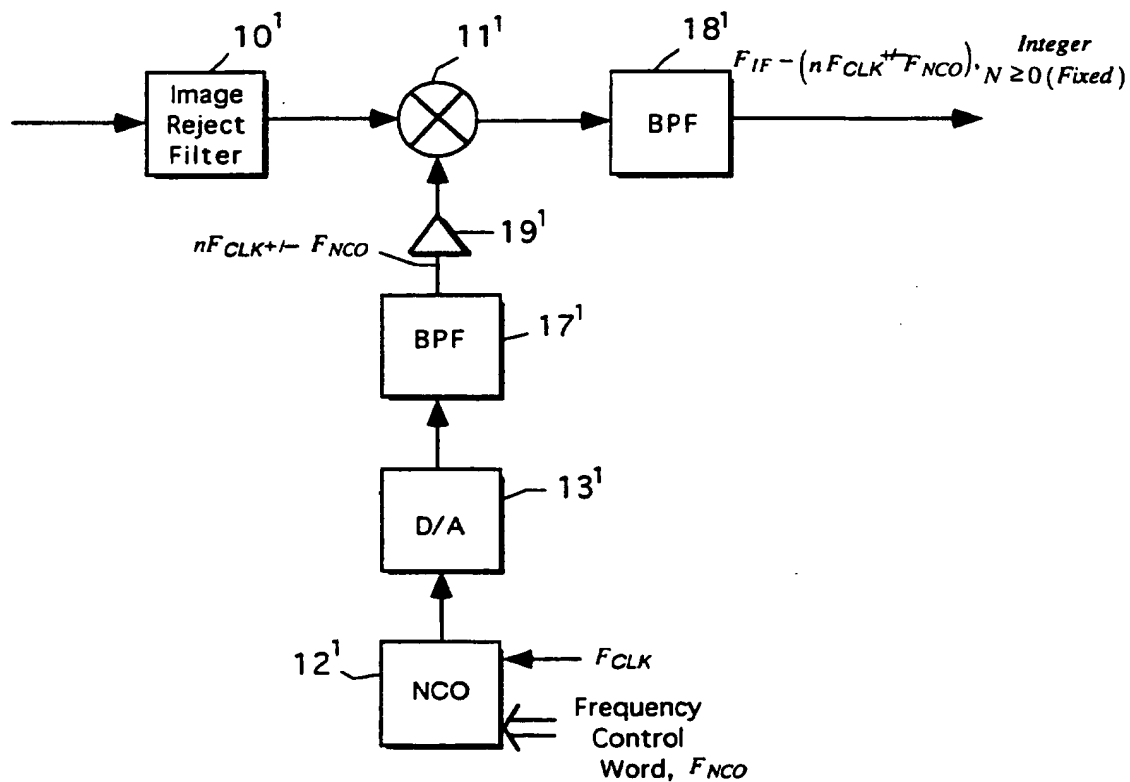 10¹
11¹
18¹
Image
Reject
Filter
BPF
F_IF – (nF_CLK +/– F_NCO), Integer
N ≥ 0 (Fixed)
19¹
nF_CLK +/– F_NCO
BPF
17¹
D/A
13¹
12¹
NCO
F_CLK
Frequency
Control
Word, F_NCO